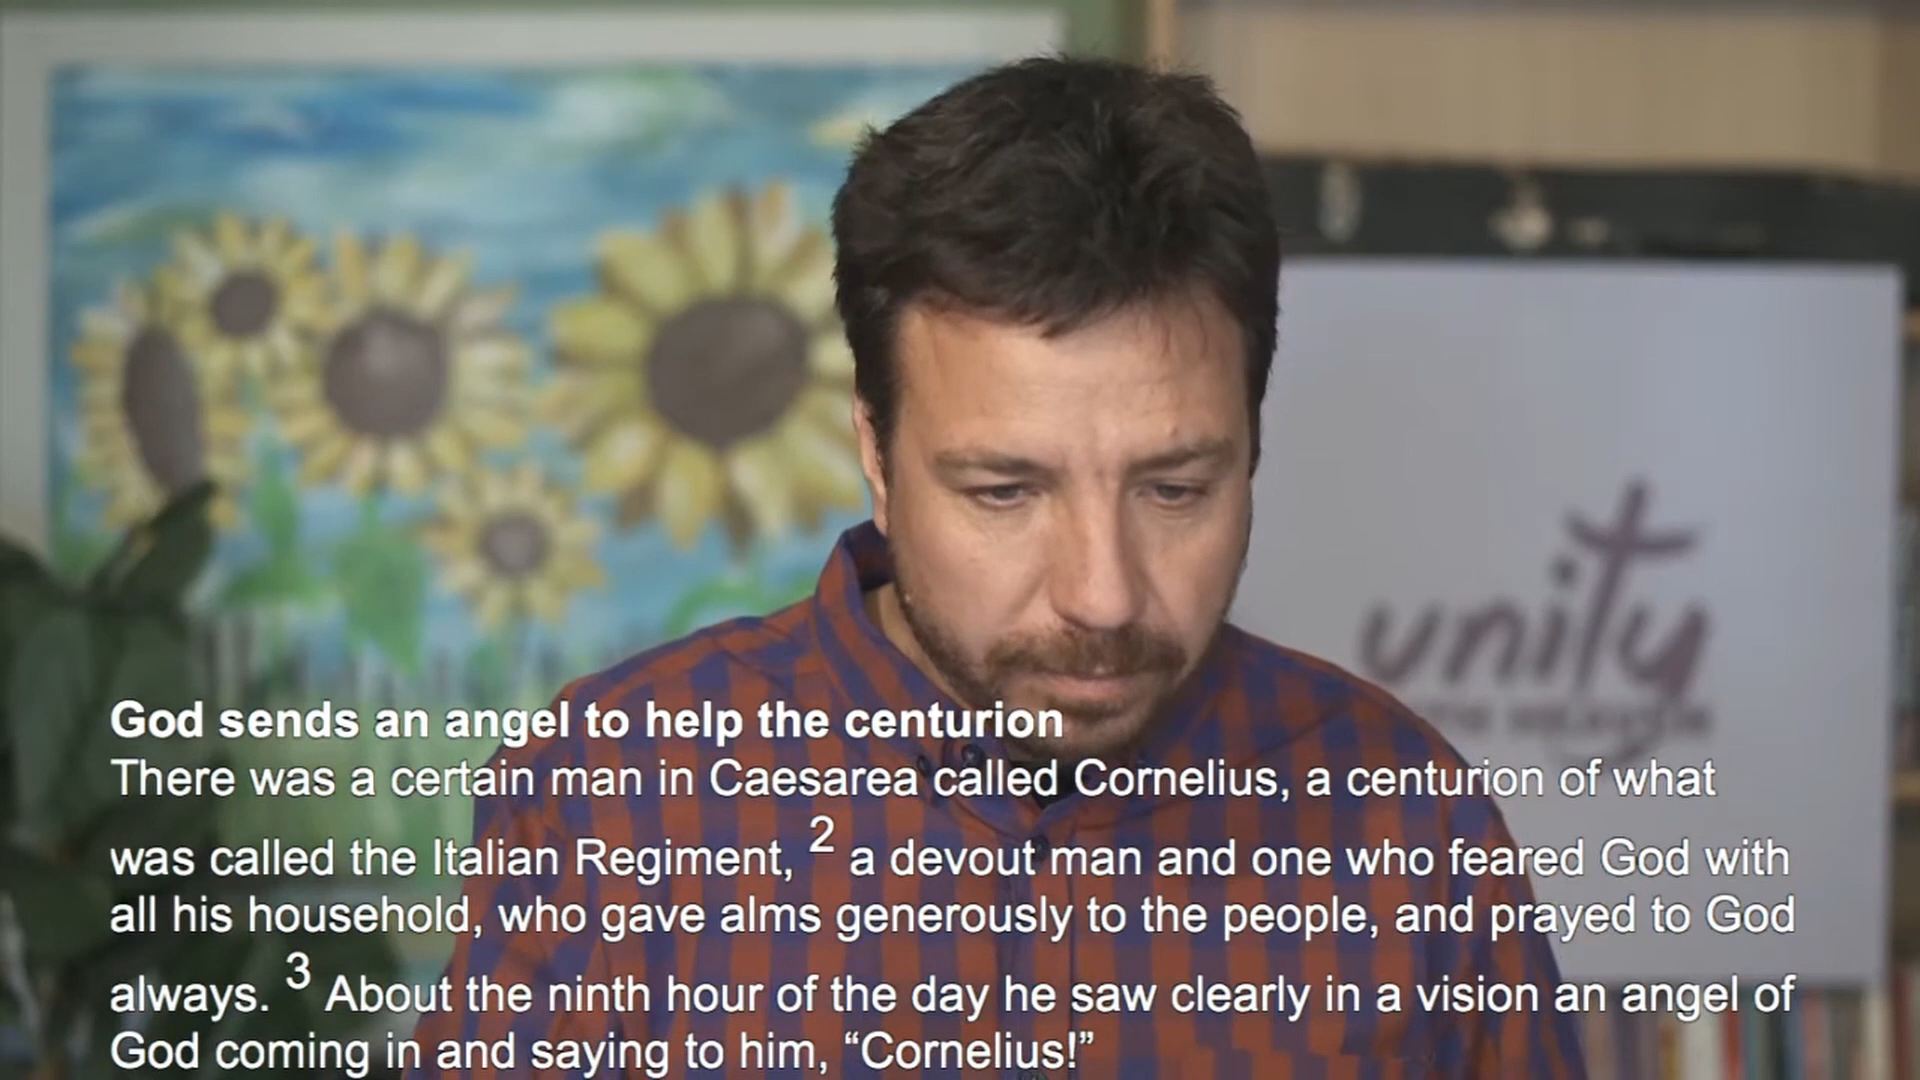 unity
God sends an angel to help the centurion
There was a certain man in Caesarea called Cornelius, a centurion of what
was called the Italian Regiment, 2 a devout man and one who feared God with
all his household, who gave alms generously to the people, and prayed to God
always. 3 About the ninth hour of the day he saw clearly in a vision an angel of
God coming in and saying to him, “Cornelius!”